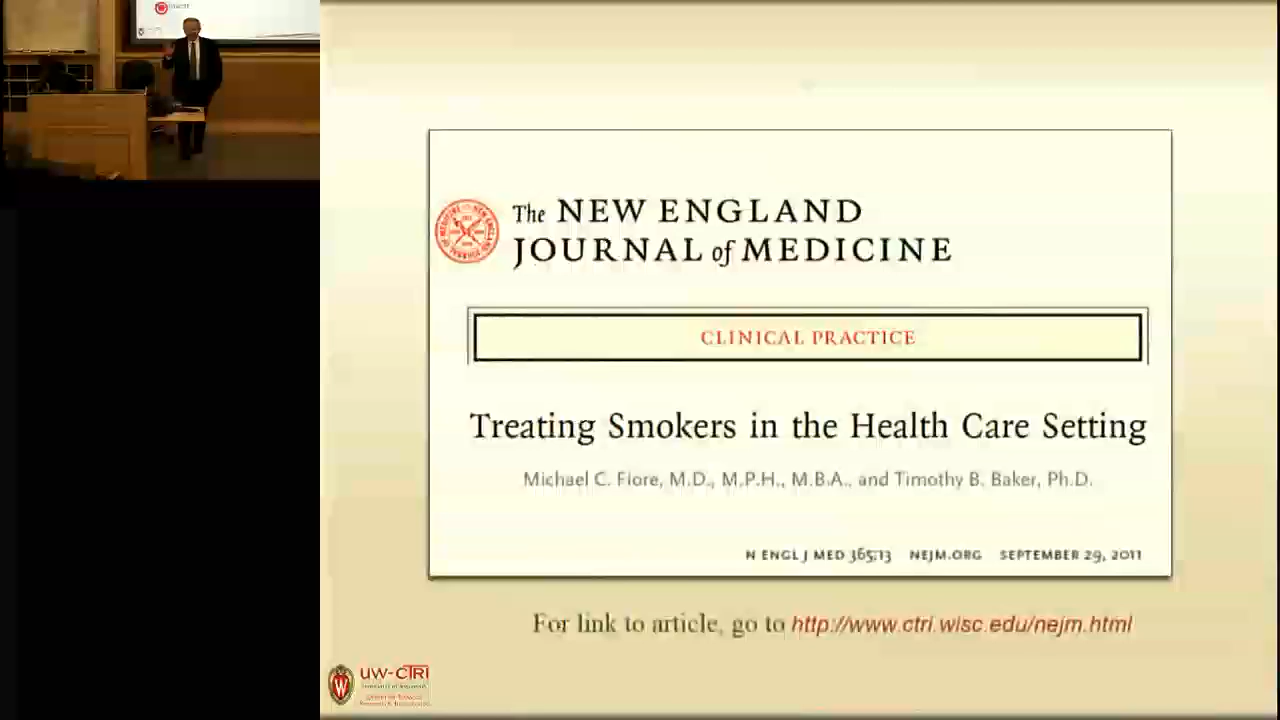 The NEW ENGLAND
JOURNAL of MEDICINE
CLINICAL PRACTICE
Treating Smokers in the Health Care Setting
Michael C. Fiore, M.D., M.P.H., M.B.A., and Timothy B. Baker, Ph.D.
N ENGL J MED 365;13 NEJM.ORG SEPTEMBER 29, 2011
For link to article, go to http://www.ctri.wisc.edu/nejm.html
W UW-CTRI